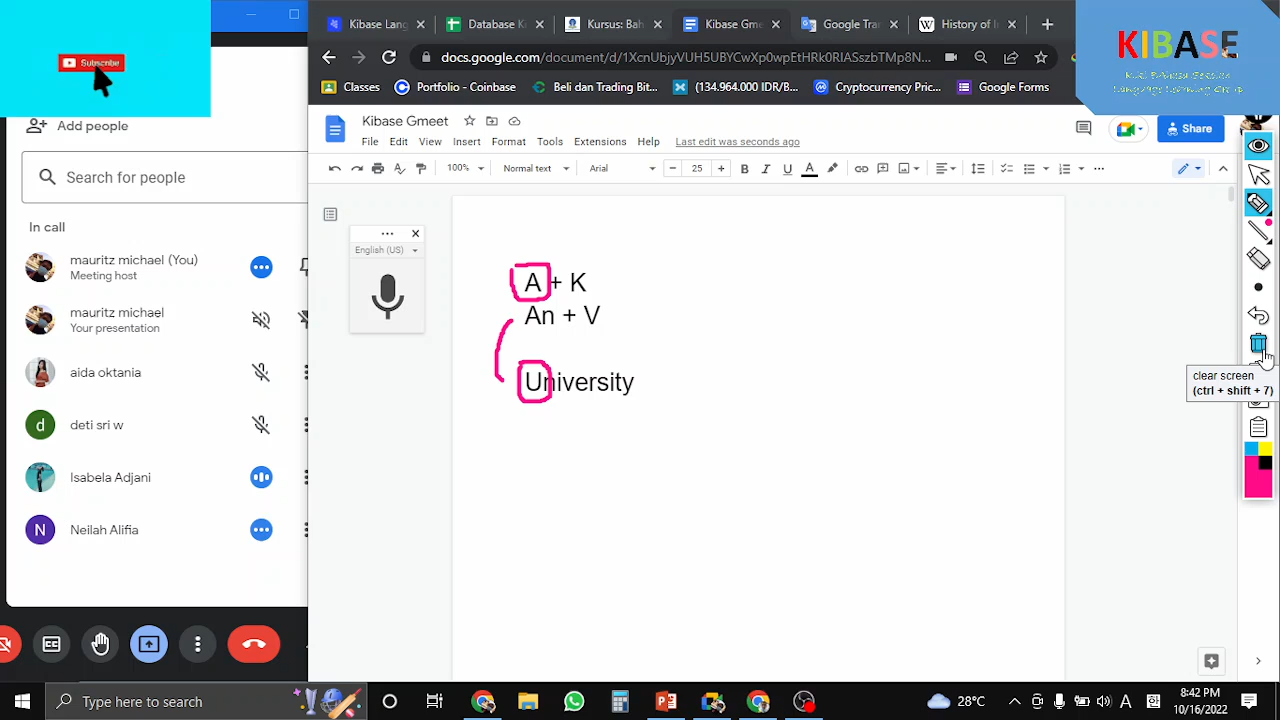 Subscribe
Add people
Search for people
In call
mauritz michael (You)
Meeting host
mauritz michael
Your presentation
aida oktania
d
deti sri w
Isabela Adjani
N
Neilah Alifia
CC
Kibase Lang
Database K
Kursus: Bah
Kibase Gme
Google Tra
W
History of In
docs.google.com/document/d/1XcnUbjyVUH5UBYCwXp0wpEtHRk0RIASszbTMp8N...
Classes
Portfolio - Coinbase
Beli dan Trading Bit...
(134.964.000 IDR/B...
Cryptocurrency Pric...
Google Forms
KIBASE
Language Learning Group
Kibase Gmeet
File Edit View Insert Format Tools Extensions Help
Last edit was seconds ago
Share
100%
Normal text
Arial
25
B I U A
English (US)
A + K
An + V
University
clear screen
(ctrl + shift + 7)
Type here to search
28°C
A
8:42 PM
10/16/2022